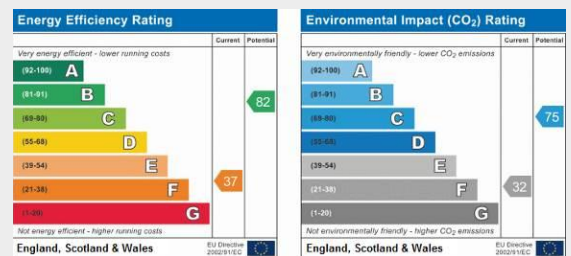 Energy Efficiency Rating
Current Potential
Very energy efficient - lower running costs
(92-100) A
(81-91) B
82
(69-80) C
(55-68) D
(39-54) E
(21-38) F
37
(1-20) G
Not energy efficient - higher running costs
England, Scotland & Wales
EU Directive
2002/91/EC
Environmental Impact (CO2) Rating
Current Potential
Very environmentally friendly - lower CO2 emissions
(92-100) A
(81-91) B
(69-80) C
75
(55-68) D
(39-54) E
(21-38) F
32
(1-20) G
Not environmentally friendly - higher CO2 emissions
England, Scotland & Wales
EU Directive
2002/91/EC